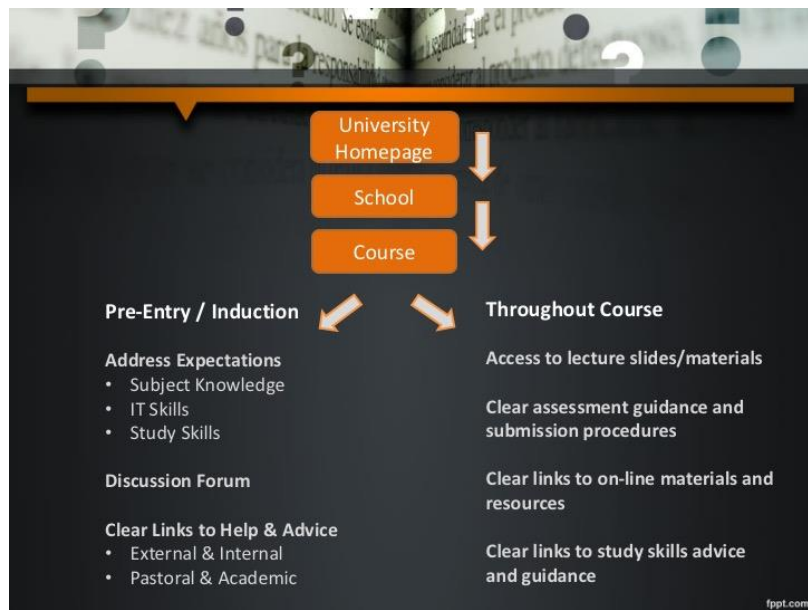 University
Homepage
School
Course
Pre-Entry / Induction
Address Expectations
• Subject Knowledge
• IT Skills
• Study Skills
Discussion Forum
Clear Links to Help & Advice
• External & Internal
• Pastoral & Academic
Throughout Course
Access to lecture slides/materials
Clear assessment guidance and
submission procedures
Clear links to on-line materials and
resources
Clear links to study skills advice
and guidance
fppt.com